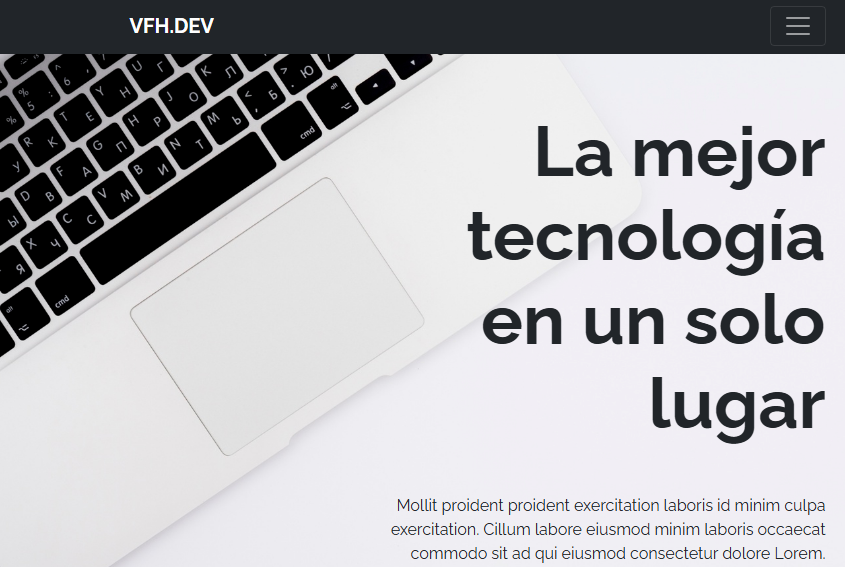 VFH.DEV
La mejor
tecnología
en un solo
lugar
Mollit proident proident exercitation laboris id minim culpa
exercitation. Cillum labore eiusmod minim laboris occaecat
commodo sit ad qui eiusmod consectetur dolore Lorem.